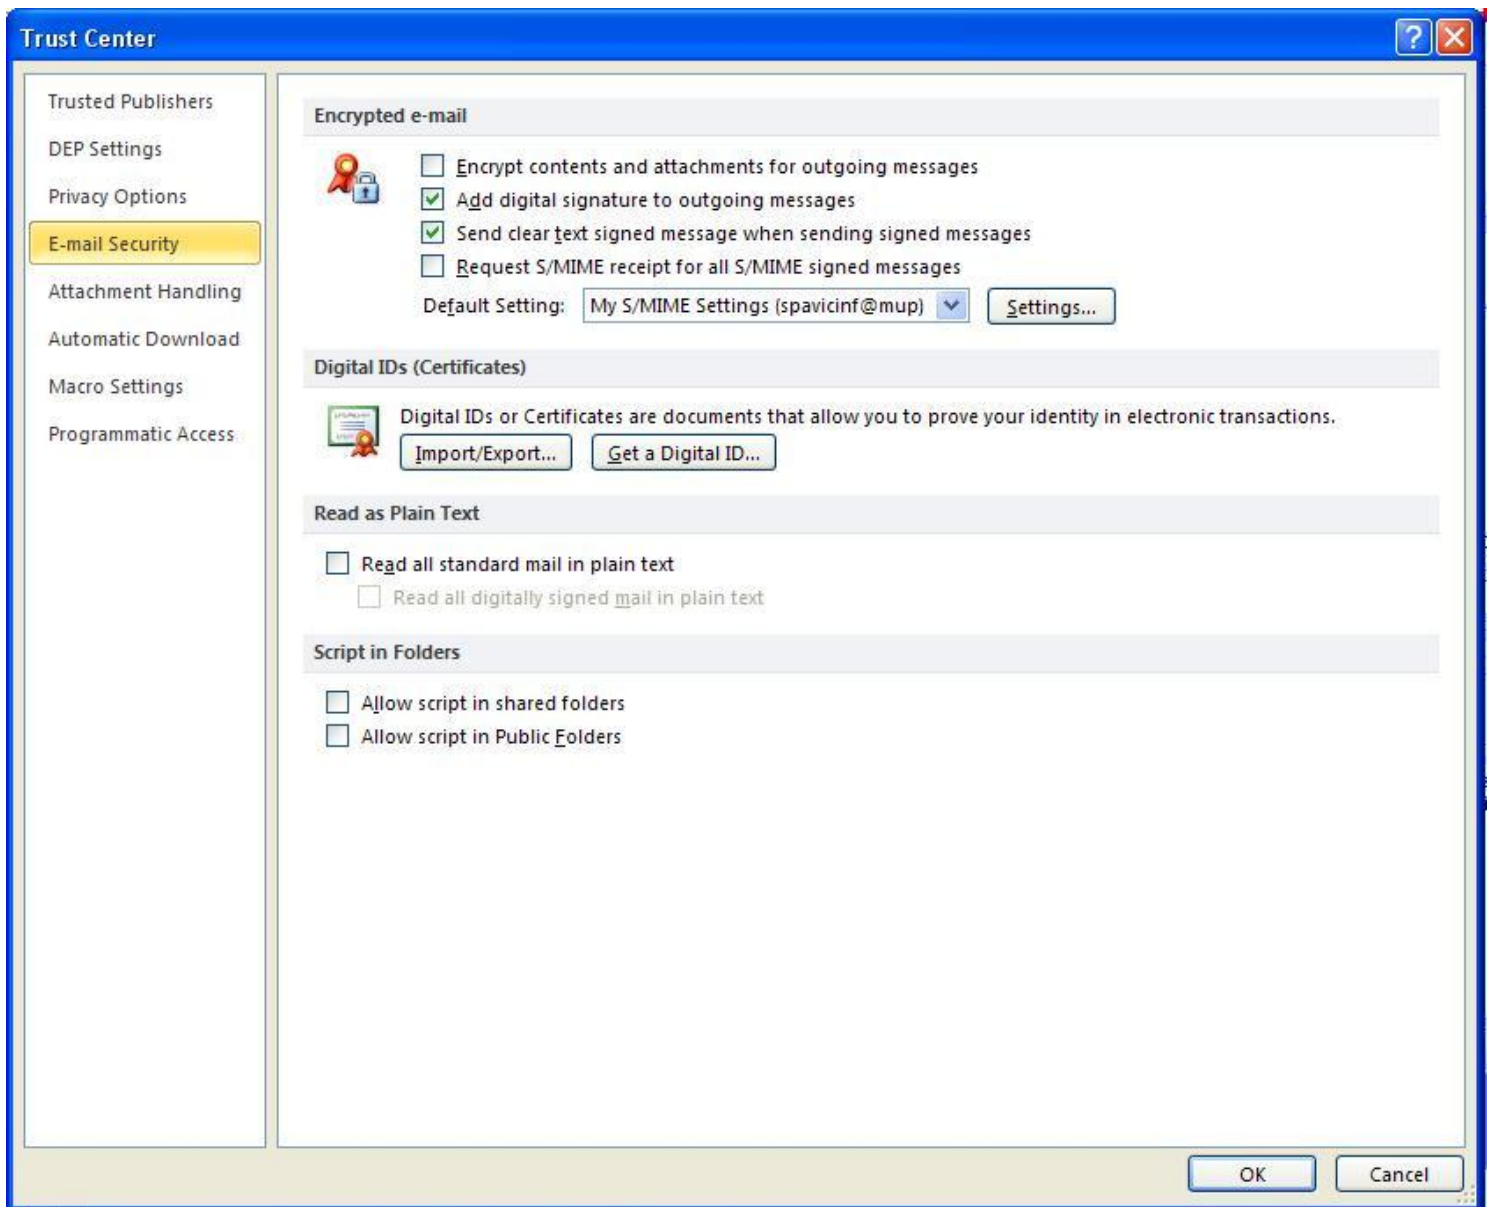 Trust Center
Trusted Publishers
DEP Settings
Privacy Options
E-mail Security
Attachment Handling
Automatic Download
Macro Settings
Programmatic Access
Encrypted e-mail
Encrypt contents and attachments for outgoing messages
Add digital signature to outgoing messages
Send clear text signed message when sending signed messages
Request S/MIME receipt for all S/MIME signed messages
Default Setting: My S/MIME Settings (spavicinf@mup) Settings...
Digital IDs (Certificates)
Digital IDs or Certificates are documents that allow you to prove your identity in electronic transactions.
Import/Export... Get a Digital ID...
Read as Plain Text
Read all standard mail in plain text
Read all digitally signed mail in plain text
Script in Folders
Allow script in shared folders
Allow script in Public Folders
OK Cancel